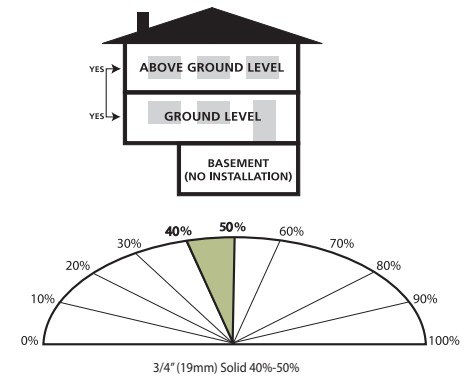 YES
ABOVE GROUND LEVEL
YES
GROUND LEVEL
BASEMENT
(NO INSTALLATION)
0%
10%
20%
30%
40%
50%
60%
70%
80%
90%
100%
3/4" (19mm) Solid 40%-50%